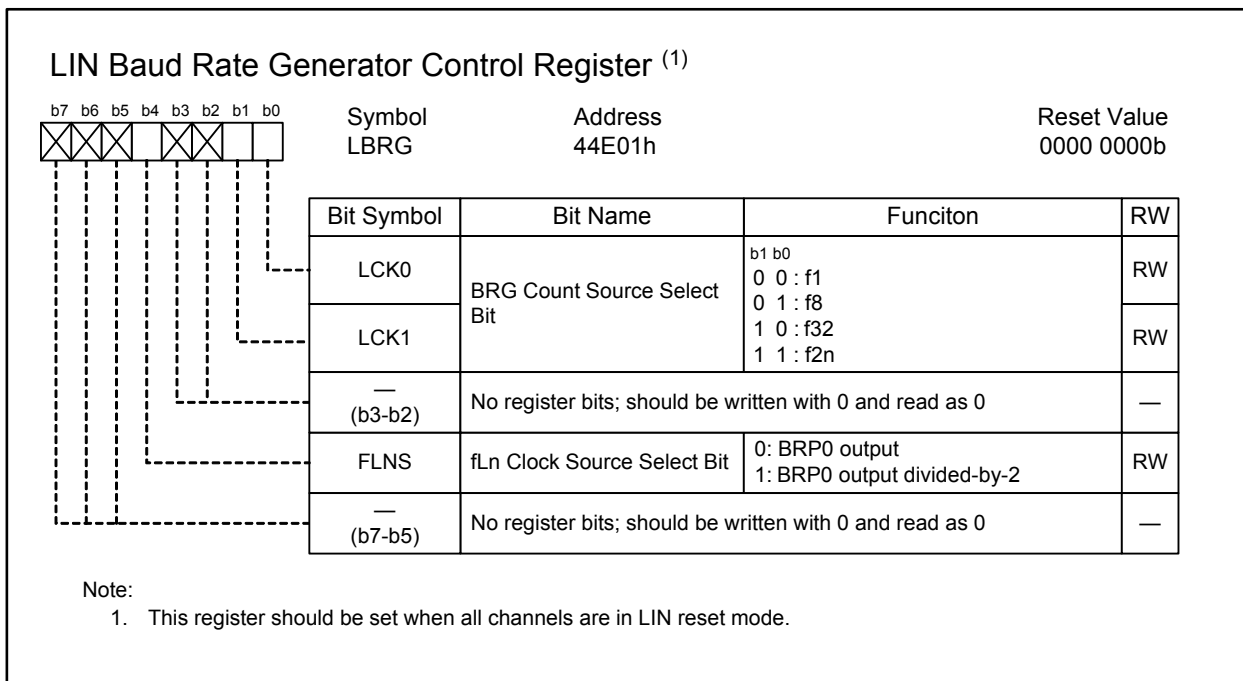 LIN Baud Rate Generator Control Register (1)
b7 b6 b5 b4 b3 b2 b1 b0
Symbol Address Reset Value
LBRG 44E01h 0000 0000b
Bit Symbol Bit Name Funciton RW
LCK0 BRG Count Source Select Bit b1 b0 RW
0 0 : f1
0 1 : f8
LCK1 1 0 : f32 RW
1 1 : f2n
— (b3-b2) No register bits; should be written with 0 and read as 0 —
FLNS fLn Clock Source Select Bit 0: BRP0 output RW
1: BRP0 output divided-by-2
— (b7-b5) No register bits; should be written with 0 and read as 0 —
Note:
1. This register should be set when all channels are in LIN reset mode.